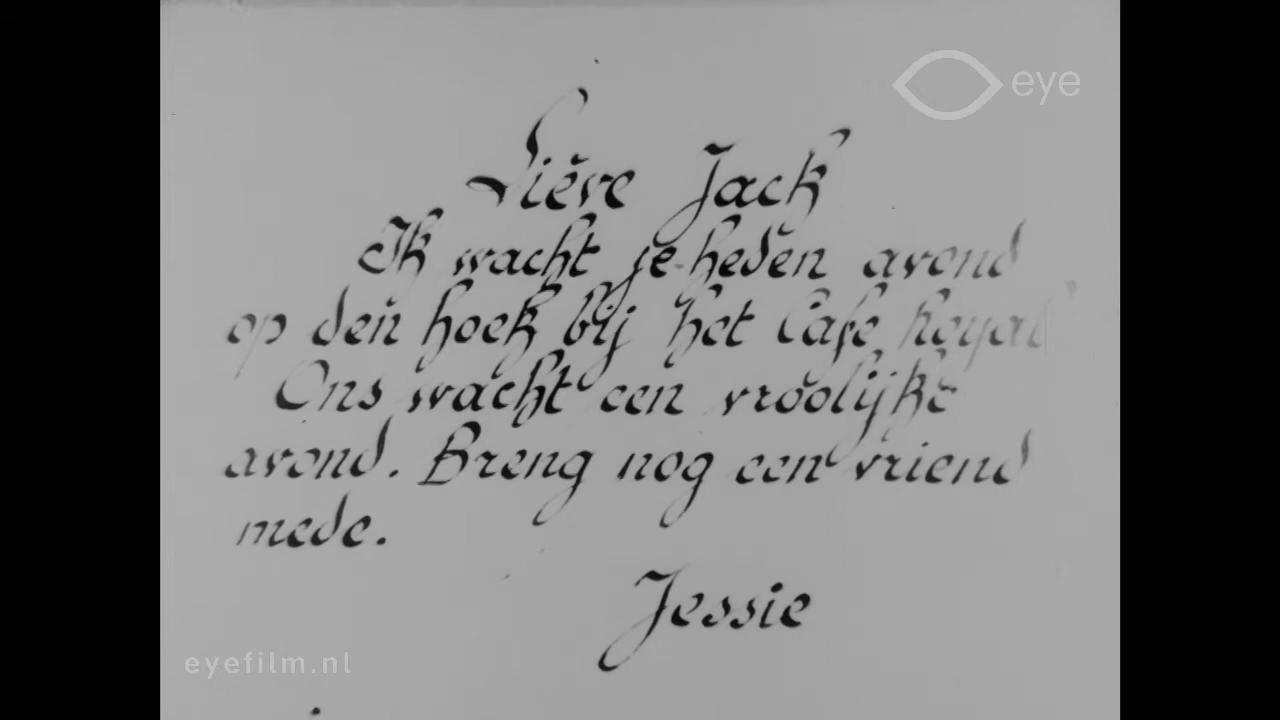 eye
Lieve Jack
Ik wacht je heden avond
op den hoek bij het Café Royal
Ons wacht een vroolijke
avond. Breng nog een vriend
mede.
Jessie
eyefilm.nl